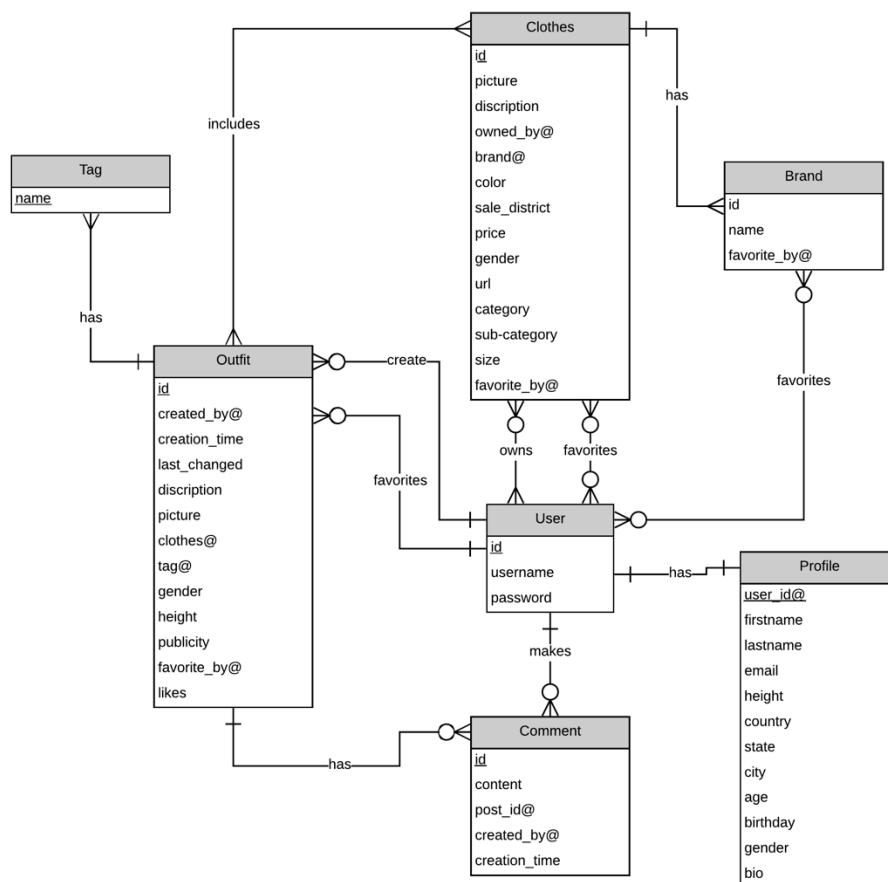 Clothes
id
picture
discription
owned_by@
brand@
color
sale_district
price
gender
url
category
sub-category
size
favorite_by@
has
includes
Tag
name
Brand
id
name
favorite_by@
has
Outfit
id
created_by@
creation_time
last_changed
discription
picture
clothes@
tag@
gender
height
publicity
favorite_by@
likes
create
favorites
owns
favorites
favorites
User
id
username
password
has
Profile
user_id@
firstname
lastname
email
height
country
state
city
age
birthday
gender
bio
makes
has
Comment
id
content
post_id@
created_by@
creation_time